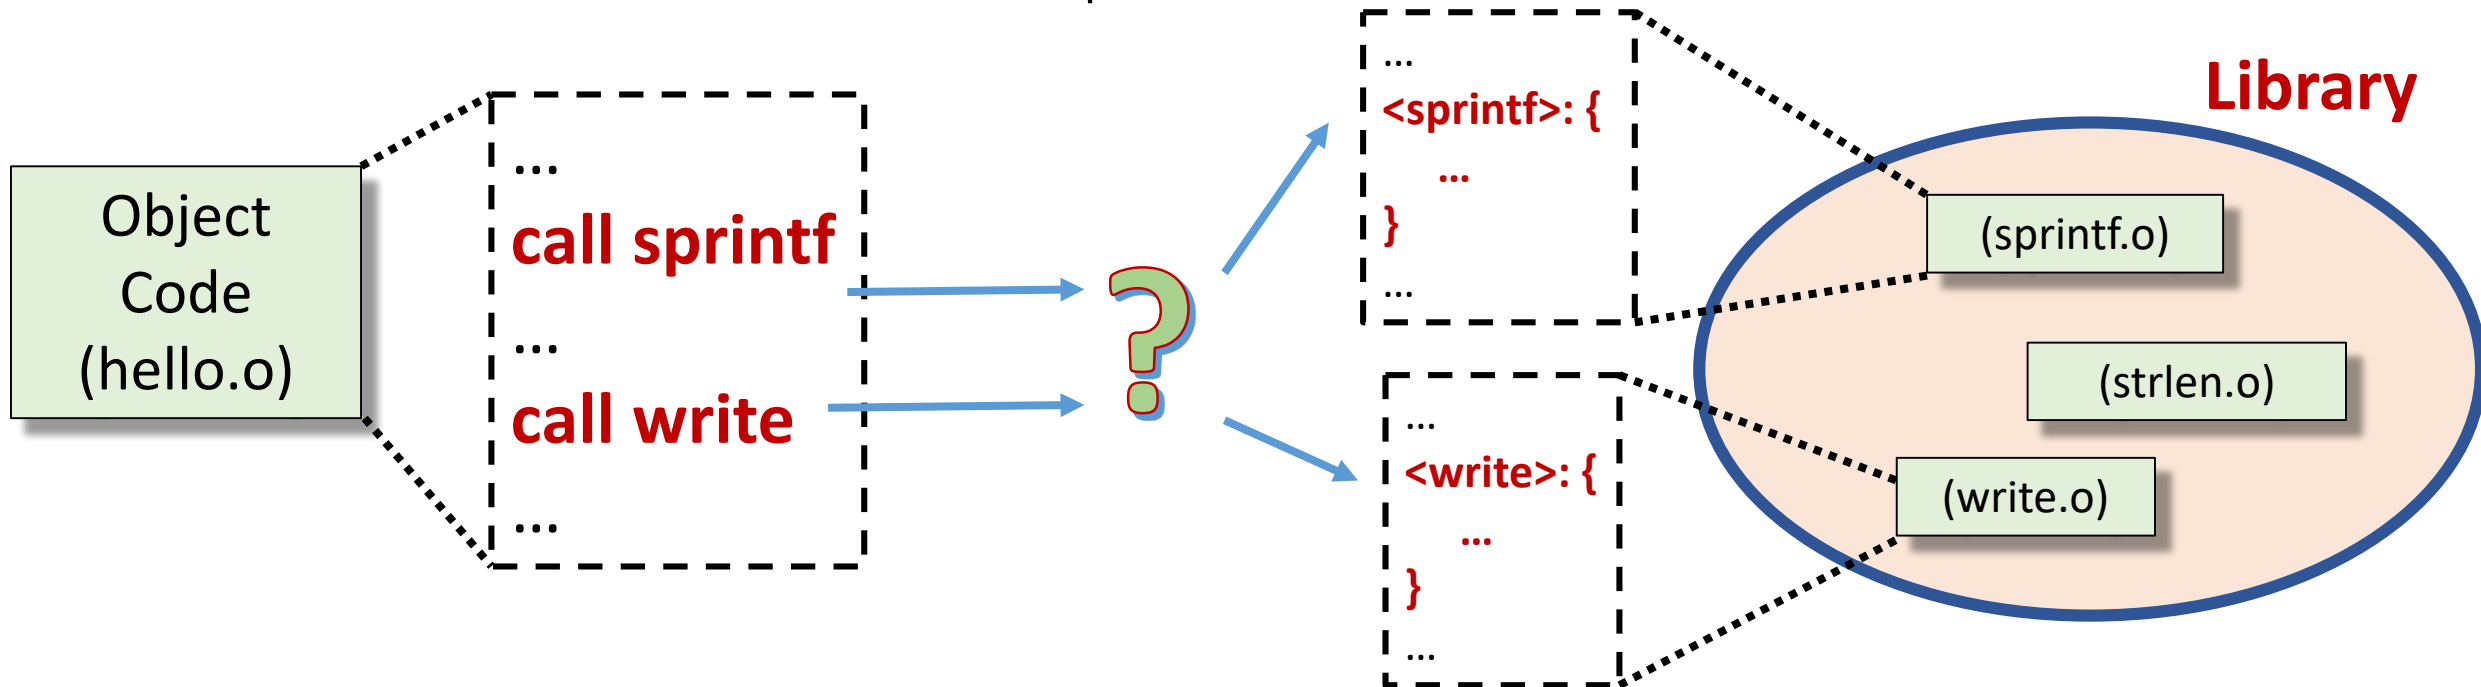 Object
Code
(hello.o)
...
call sprintf
...
call write
...
?
...
<sprintf>: {
...
}
...
...
<write>: {
...
}
...
Library
(sprintf.o)
(strlen.o)
(write.o)